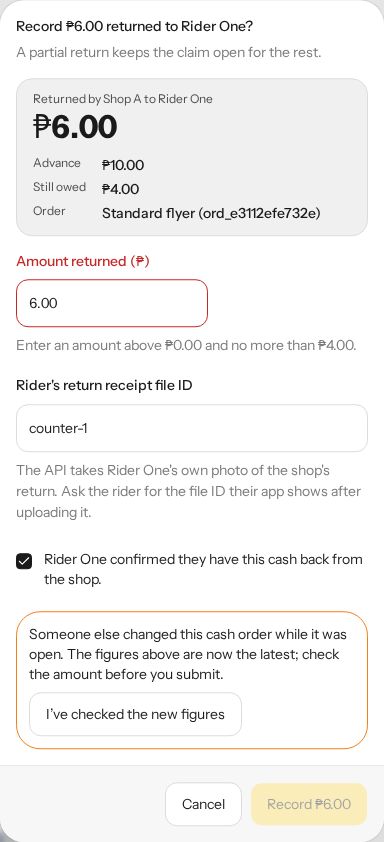 Record ₱6.00 returned to Rider One?
A partial return keeps the claim open for the rest.
Returned by Shop A to Rider One
₱6.00
Advance ₱10.00
Still owed ₱4.00
Order Standard flyer (ord_e3112efe732e)
Amount returned (₱)
6.00
Enter an amount above ₱0.00 and no more than ₱4.00.
Rider's return receipt file ID
counter-1
The API takes Rider One's own photo of the shop's
return. Ask the rider for the file ID their app shows after
uploading it.
Rider One confirmed they have this cash back from
the shop.
Someone else changed this cash order while it was
open. The figures above are now the latest; check
the amount before you submit.
I've checked the new figures
Cancel
Record ₱6.00